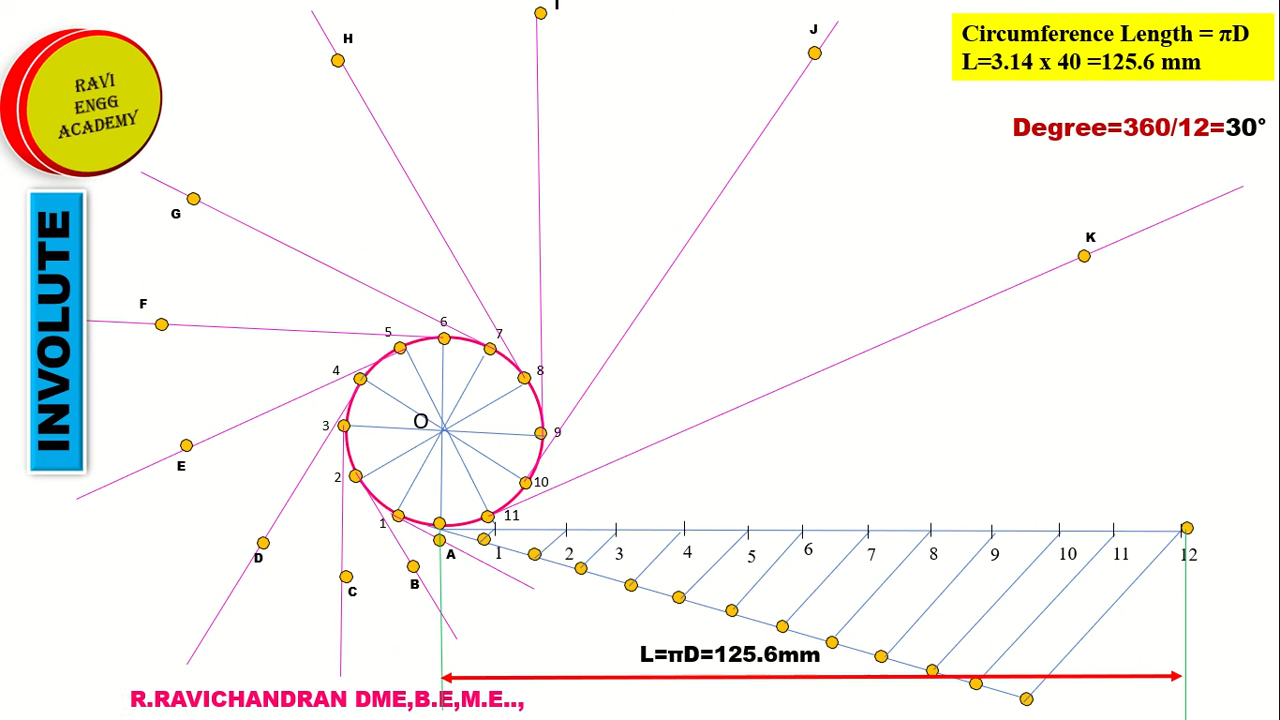 RAVI
ENGG
ACADEMY
INVOLUTE
Circumference Length = πD
L=3.14 x 40 =125.6 mm
Degree=360/12=30°
H
I
J
G
K
F
E
D
C
B
A
O
1
2
3
4
5
6
7
8
9
10
11
1 2 3 4 5 6 7 8 9 10 11 12
L=πD=125.6mm
R.RAVICHANDRAN DME,B.E,M.E..,